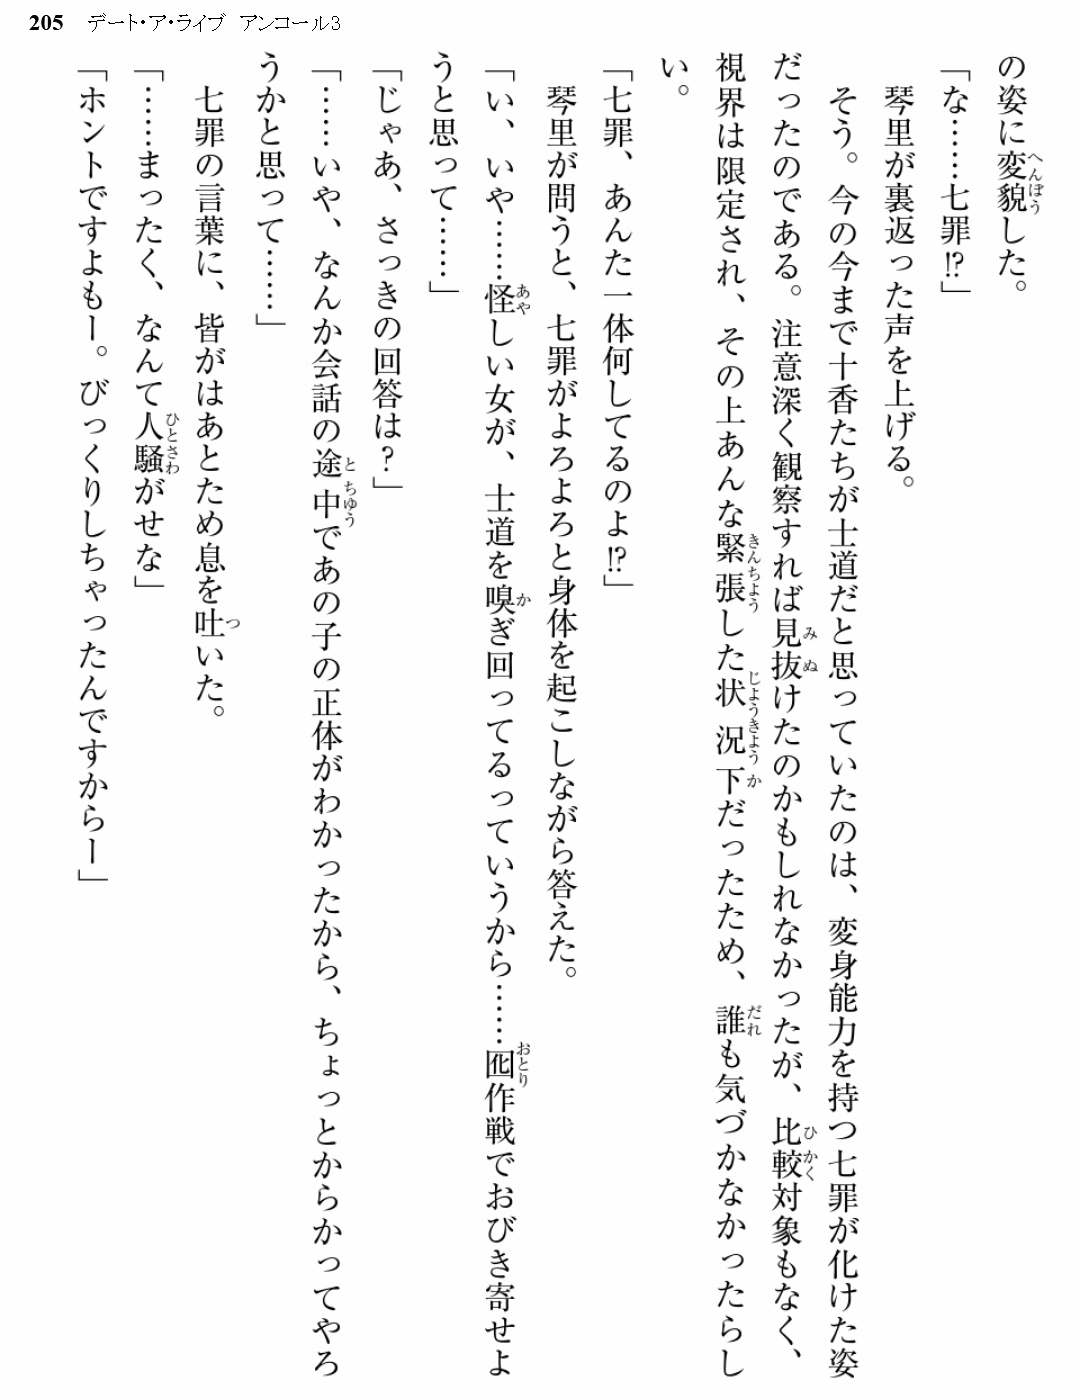 205　デート・ア・ライブ　アンコール3
の姿に変貌した。
「な……七罪!?」
　琴里が裏返った声を上げる。
　そう。今の今まで十香たちが士道だと思っていたのは、変身能力を持つ七罪が化けた姿
だったのである。注意深く観察すれば見抜けたのかもしれなかったが、比較対象もなく、
視界は限定され、その上あんな緊張した状況下だったため、誰も気づかなかったらし
い。
「七罪、あんた一体何してるのよ!?」
　琴里が問うと、七罪がよろよろと身体を起こしながら答えた。
「い、いや……怪しい女が、士道を嗅ぎ回ってるっていうから……囮作戦でおびき寄せよ
うと思って……」
「じゃあ、さっきの回答は？」
「……いや、なんか会話の途中であの子の正体がわかったから、ちょっとからかってやろ
うかと思って……」
　七罪の言葉に、皆がはあとため息を吐いた。
「……まったく、なんて人騒がせな」
「ホントですよもー。びっくりしちゃったんですからー」